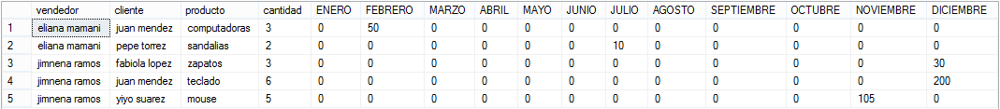 vendedor cliente producto cantidad ENERO FEBRERO MARZO ABRIL MAYO JUNIO JULIO AGOSTO SEPTIEMBRE OCTUBRE NOVIEMBRE DICIEMBRE
1 eliana mamani juan mendez computadoras 3 0 50 0 0 0 0 0 0 0 0 0 0
2 eliana mamani pepe torrez sandalias 2 0 0 0 0 0 0 10 0 0 0 0 0
3 jimnena ramos fabiola lopez zapatos 3 0 0 0 0 0 0 0 0 0 0 0 30
4 jimnena ramos juan mendez teclado 6 0 0 0 0 0 0 0 0 0 0 0 200
5 jimnena ramos yiyo suarez mouse 5 0 0 0 0 0 0 0 0 0 0 105 0